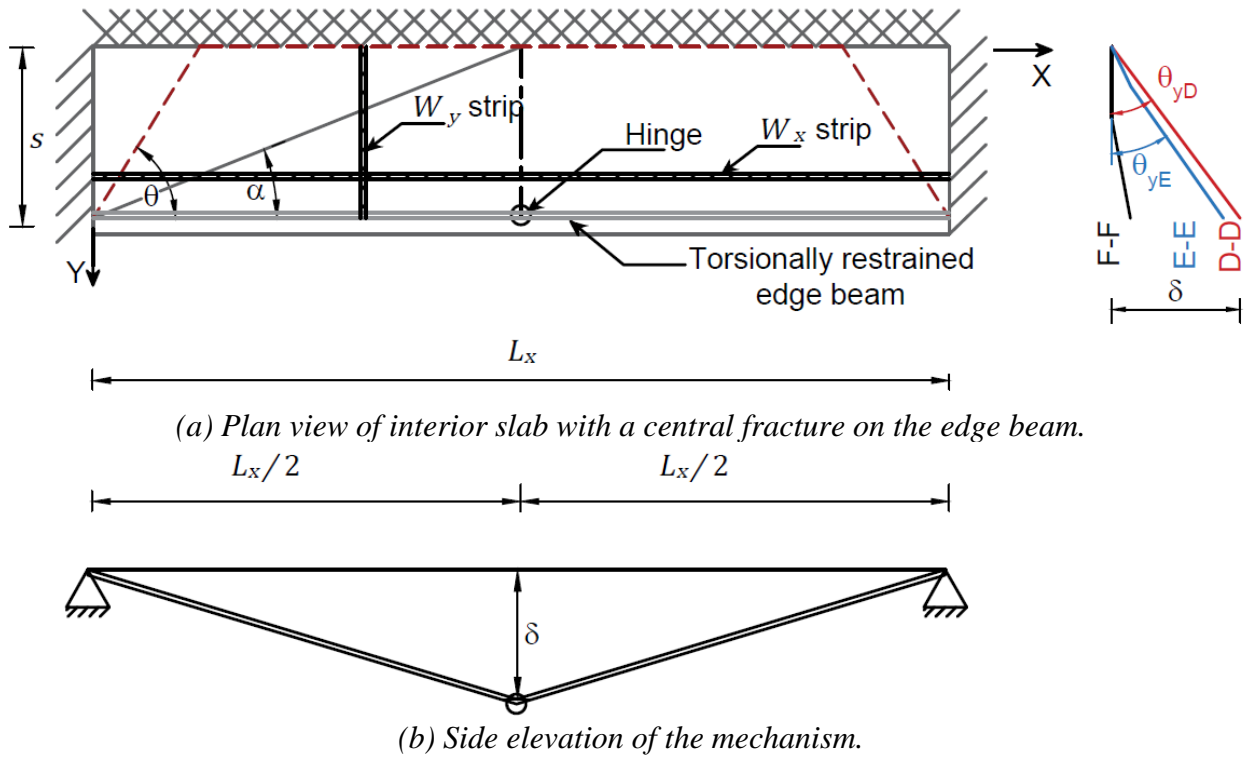 X
θyD
Wy strip
Hinge
Wx strip
s
θyE
θ
α
Y
Torsionally restrained
edge beam
F-F
E-E
D-D
δ
Lx
(a) Plan view of interior slab with a central fracture on the edge beam.
Lx/2
Lx/2
δ
(b) Side elevation of the mechanism.